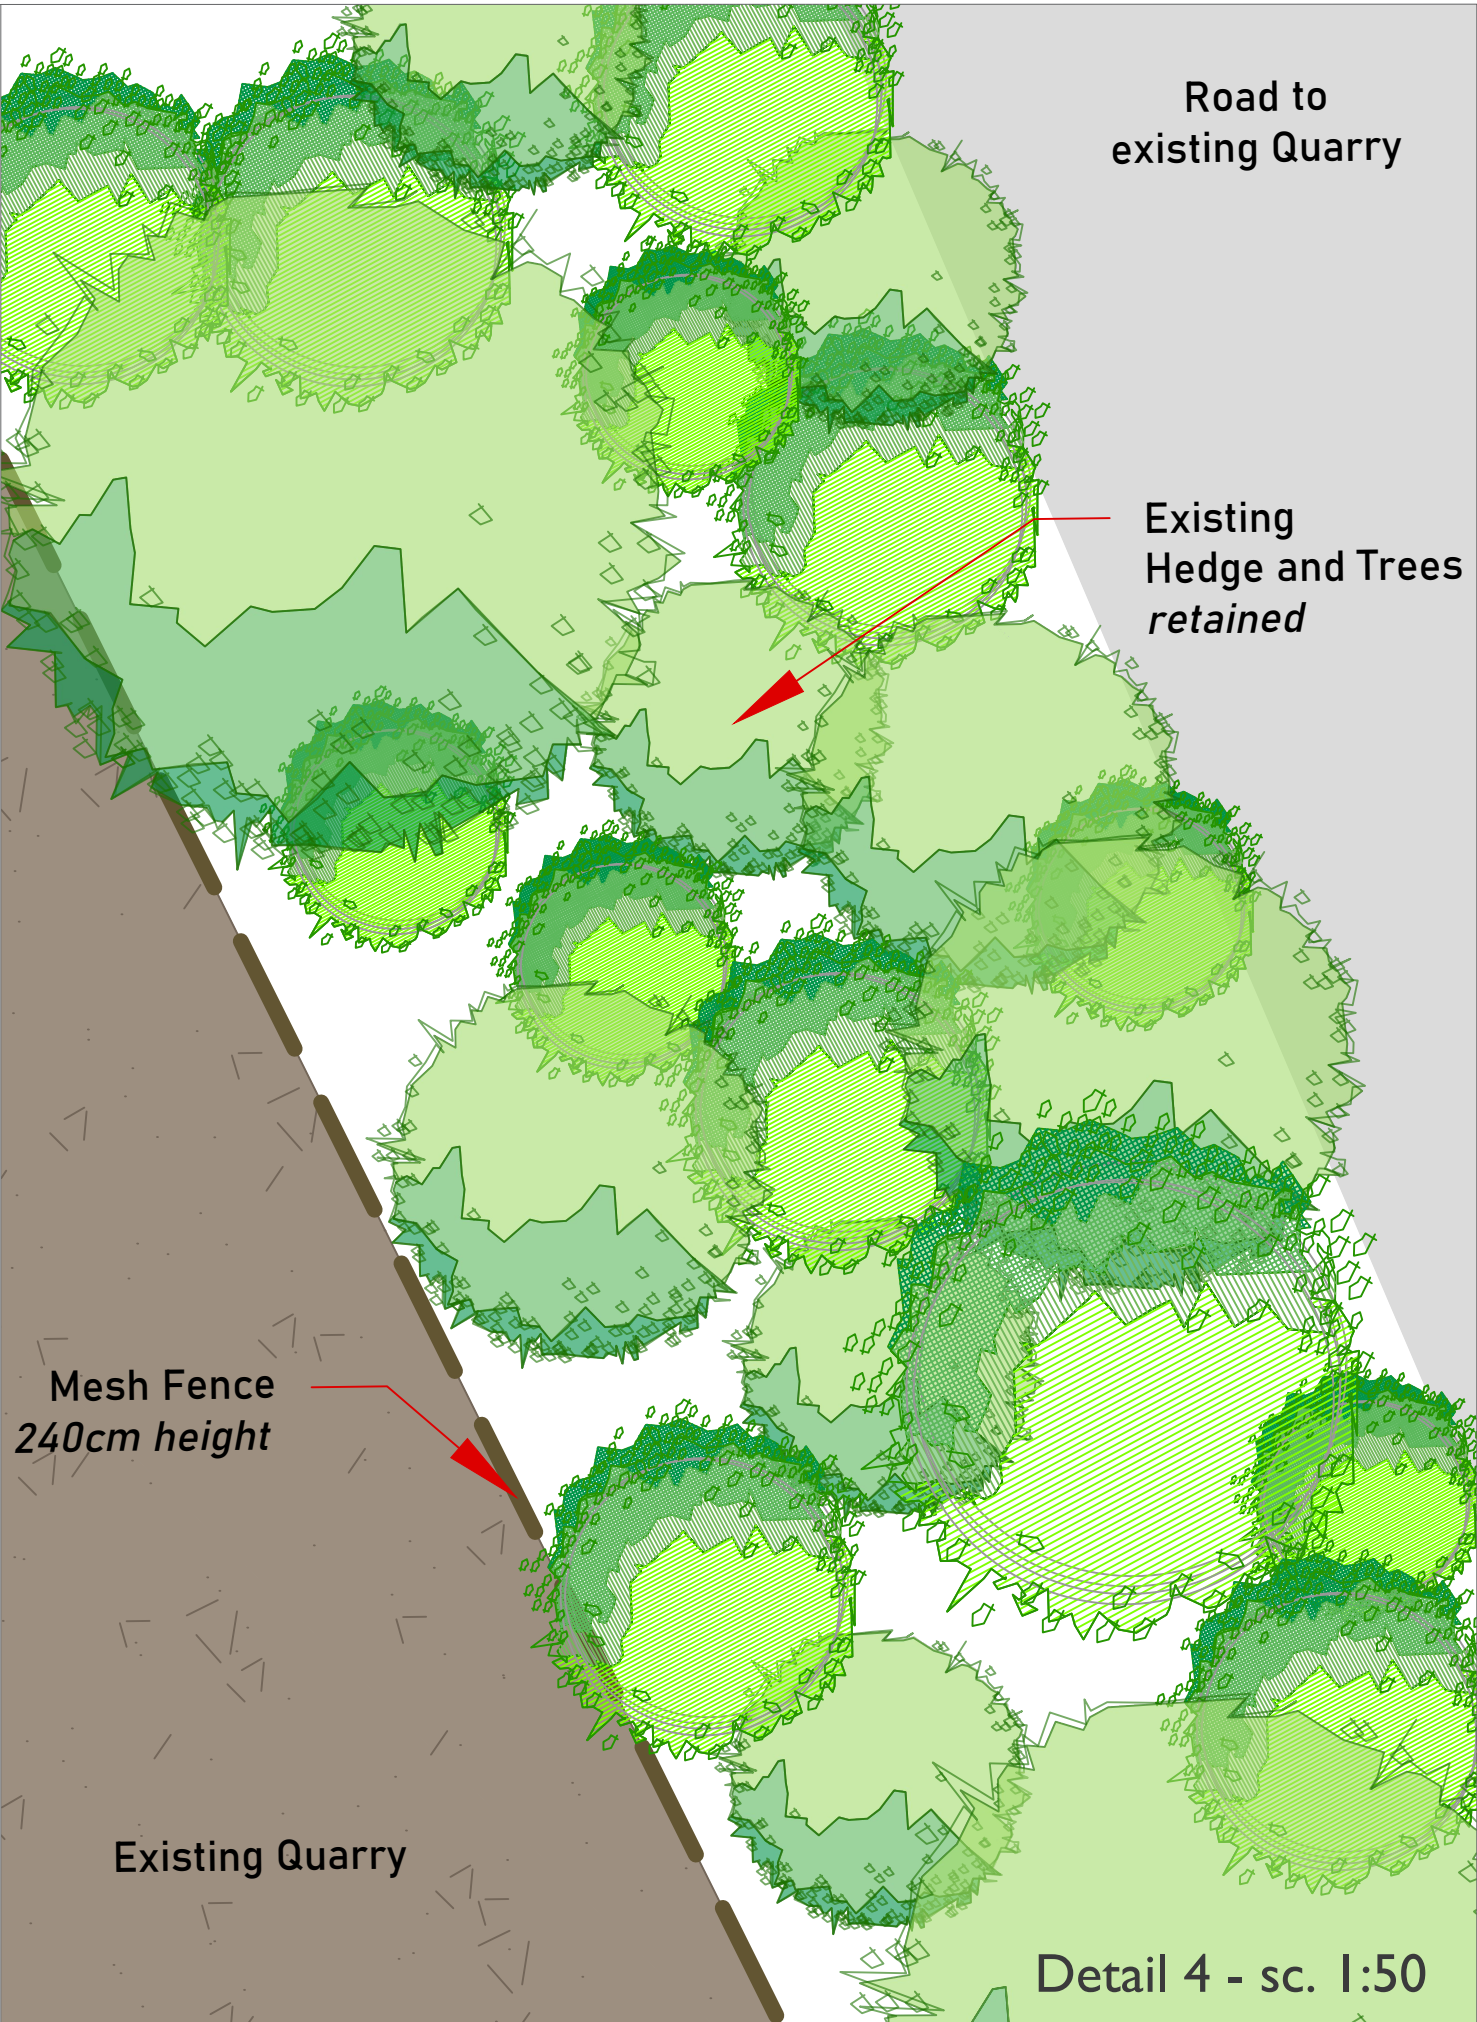 Road to
existing Quarry
Existing
Hedge and Trees
retained
Mesh Fence
240cm height
Existing Quarry
Detail 4 - sc. 1:50